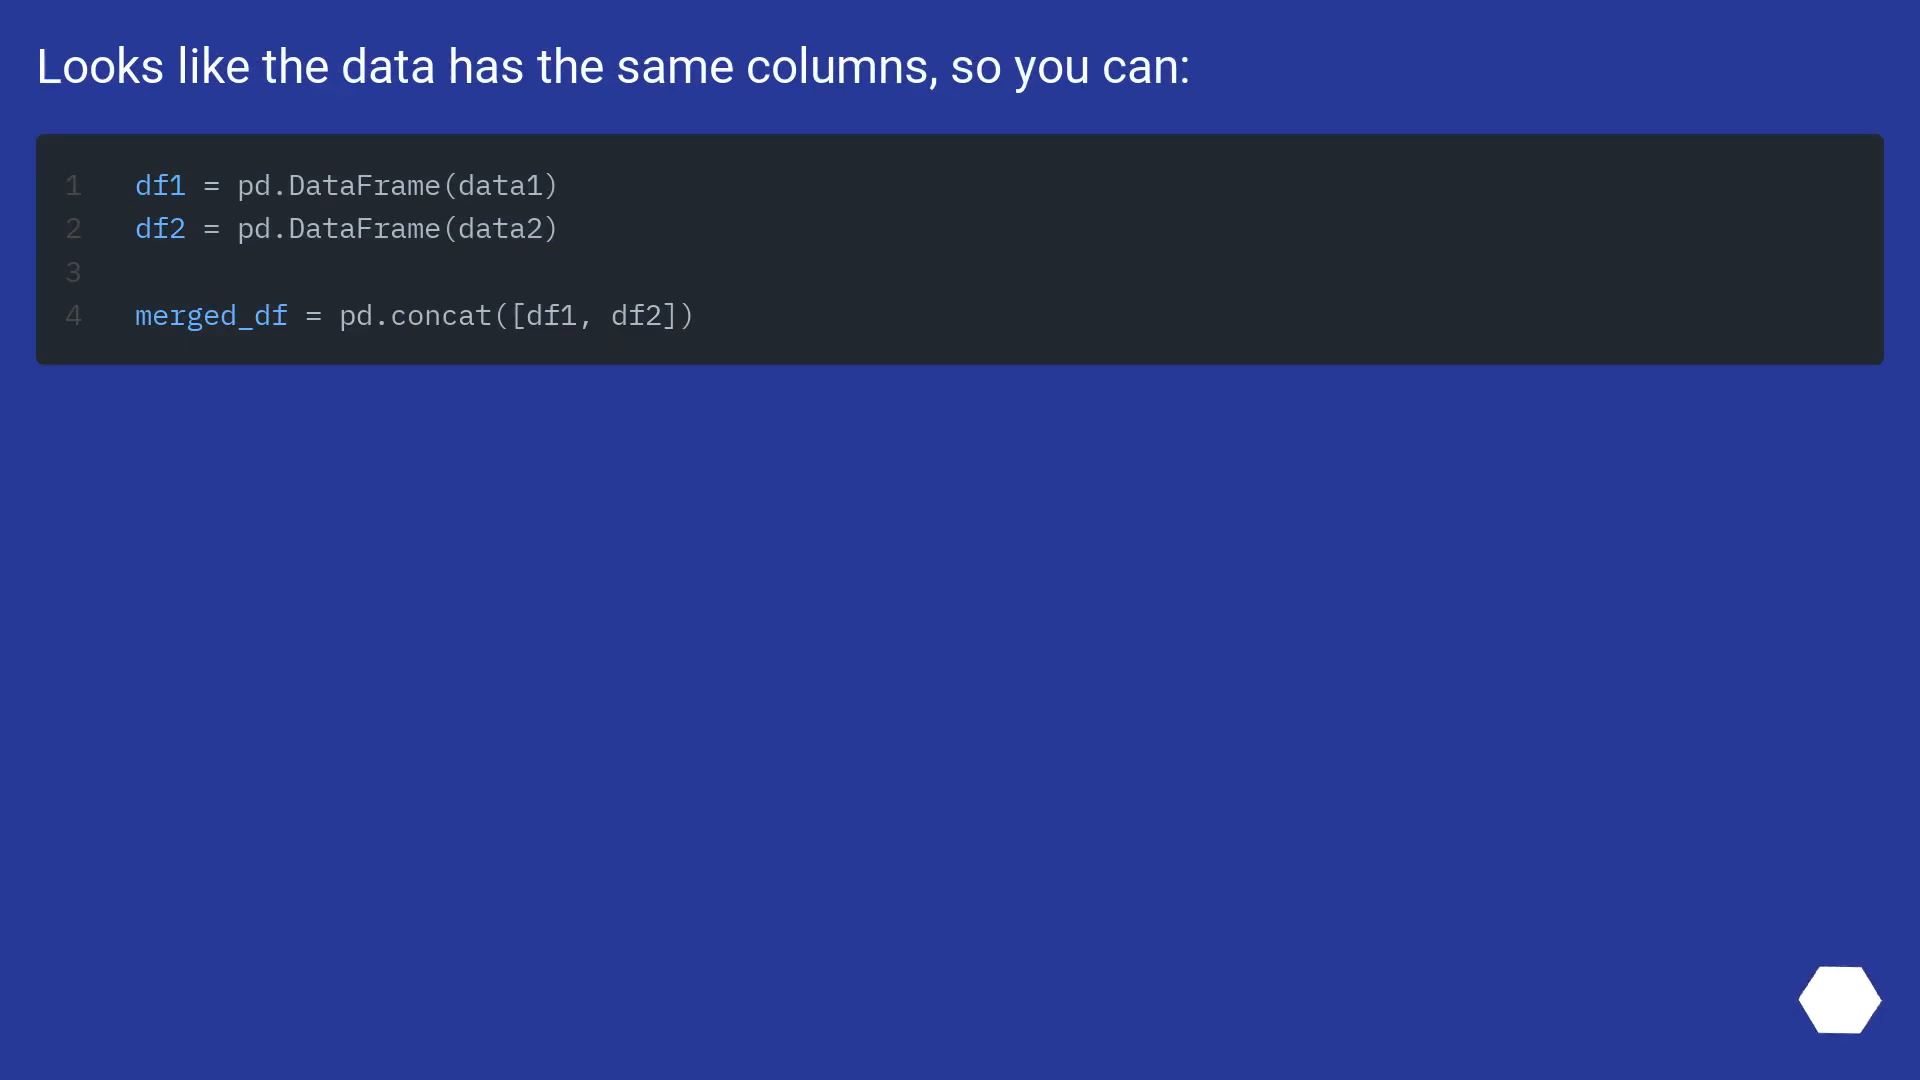 Looks like the data has the same columns, so you can:
1 df1 = pd.DataFrame(data1)
2 df2 = pd.DataFrame(data2)
3
4 merged_df = pd.concat([df1, df2])